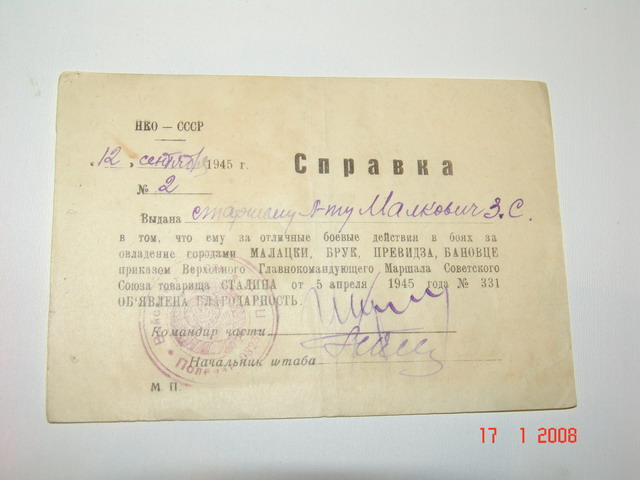 НКО — СССР
„12 „ сентября 1945 г.
Справка
№ 2
Выдана старшему л-ту Малкович З. С.
в том, что ему за отличные боевые действия в боях за
овладение городами МАЛАЦКИ, БРУК, ПРЕВИДЗА, БАНОВЦЕ
приказом Верховного Главнокомандующего Маршала Советского
Союза товарища СТАЛИНА от 5 апреля 1945 года № 331
ОБ'ЯВЛЕНА БЛАГОДАРНОСТЬ.
Командир части
Начальник штаба
М. П.
17 1 2008